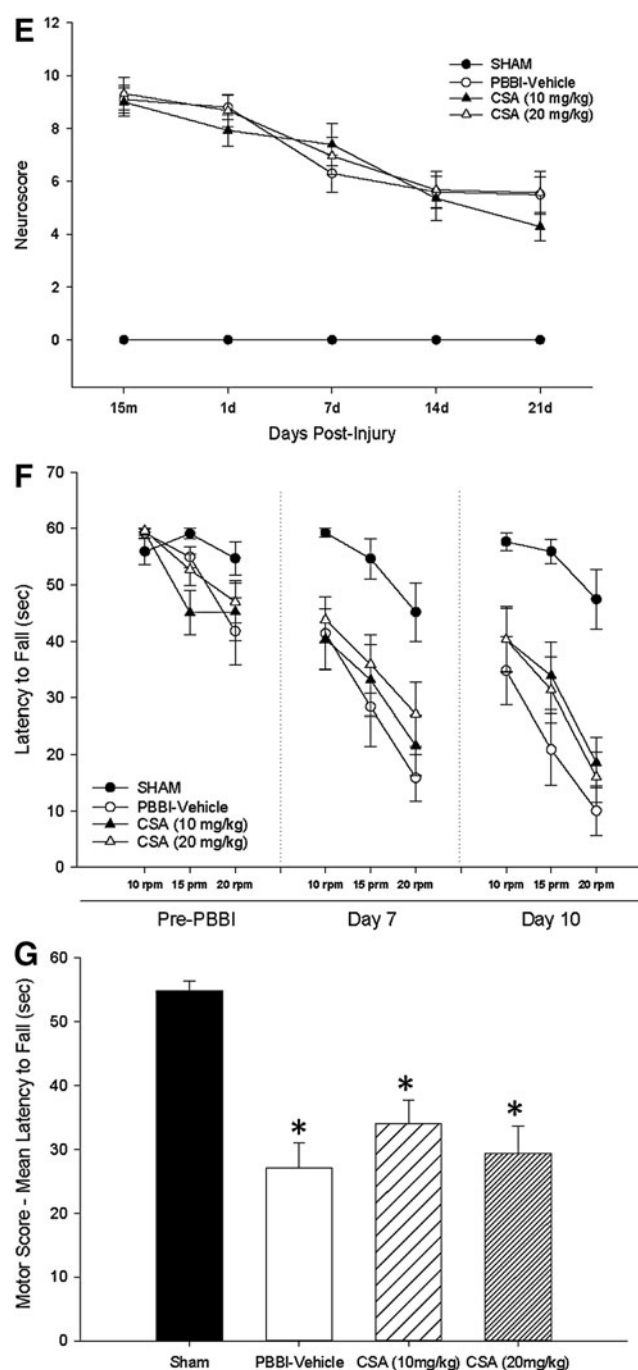 E
Neuroscore
12
10
8
6
4
2
0
SHAM
PBBI-Vehicle
CSA (10 mg/kg)
CSA (20 mg/kg)
15m 1d 7d 14d 21d
Days Post-Injury
F
Latency to Fall (sec)
70
60
50
40
30
20
10
0
SHAM
PBBI-Vehicle
CSA (10 mg/kg)
CSA (20 mg/kg)
10 rpm 15 prm 20 rpm 10 rpm 15 prm 20 rpm 10 rpm 15 prm 20 rpm
Pre-PBBI Day 7 Day 10
G
Motor Score - Mean Latency to Fall (sec)
60
50
40
30
20
10
0
* * *
Sham PBBI-Vehicle CSA (10mg/kg) CSA (20mg/kg)